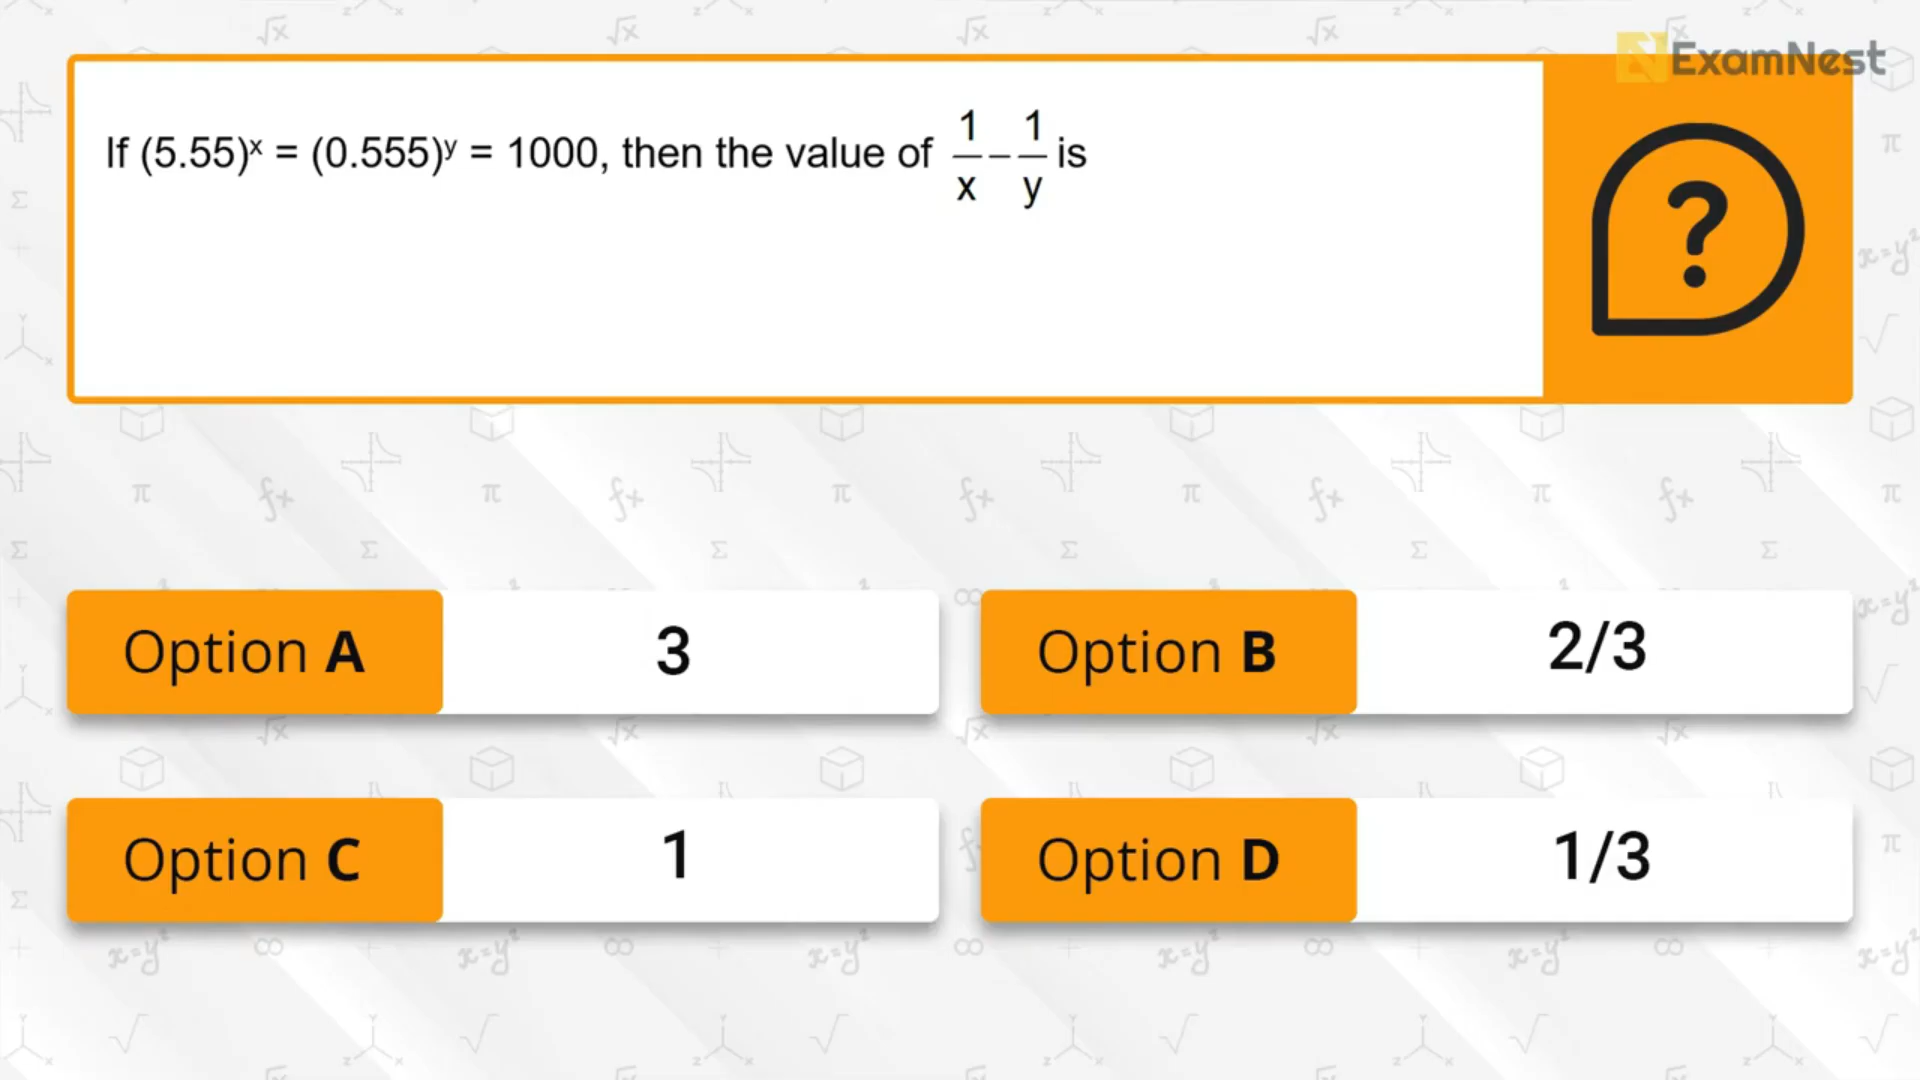 ExamNest
If (5.55)ˣ = (0.555)ʸ = 1000, then the value of 1/x − 1/y is
?
Option A 3
Option B 2/3
Option C 1
Option D 1/3